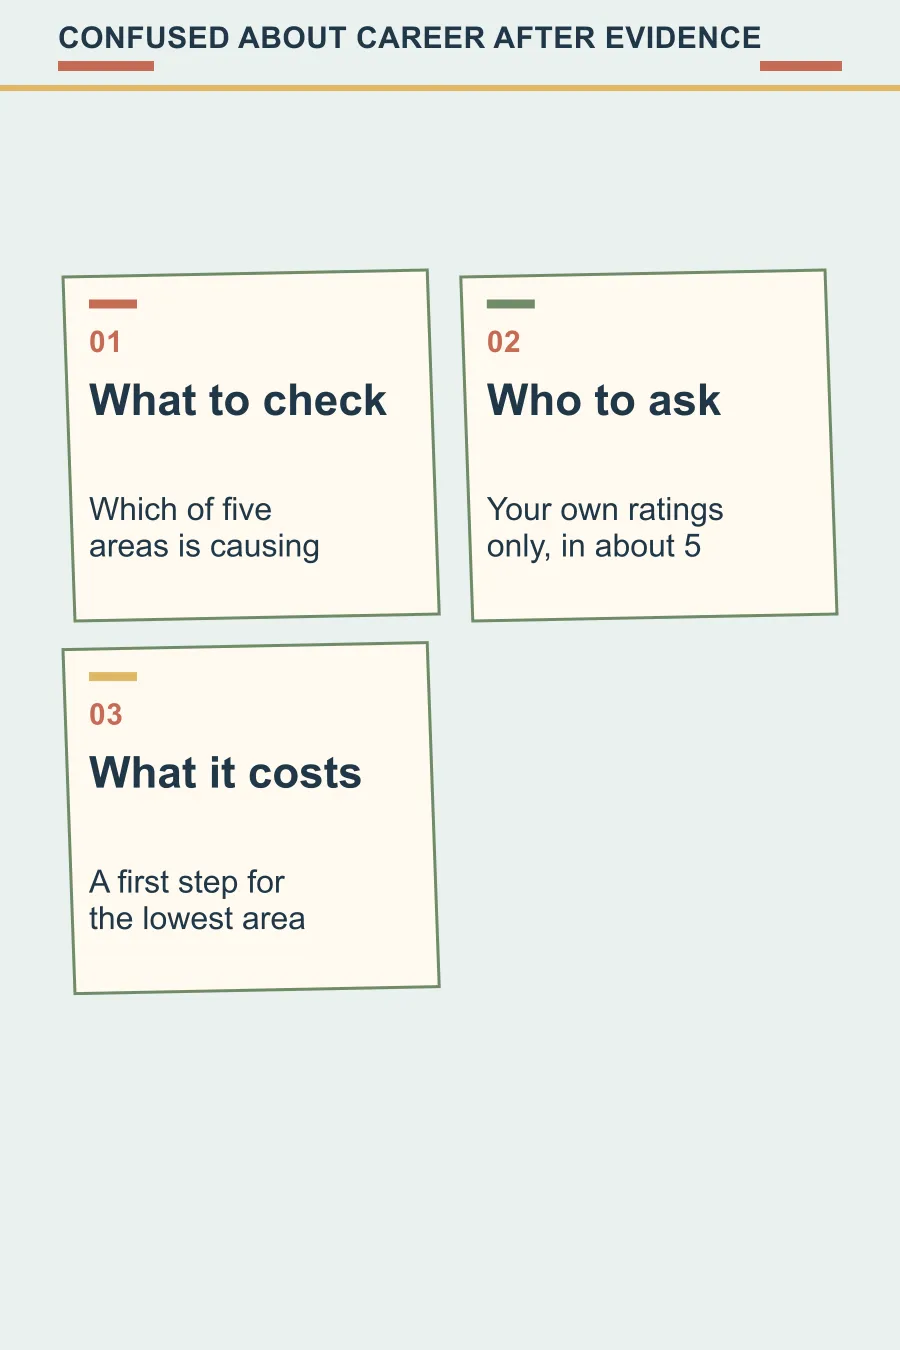 CONFUSED ABOUT CAREER AFTER EVIDENCE
01
What to check
Which of five
areas is causing
02
Who to ask
Your own ratings
only, in about 5
03
What it costs
A first step for
the lowest area